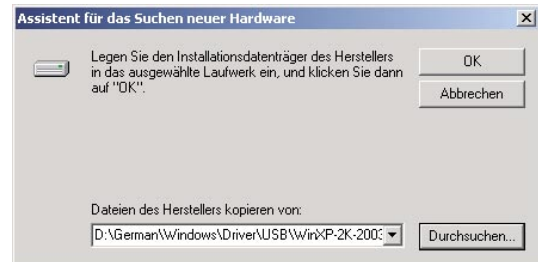 Assistent für das Suchen neuer Hardware
Legen Sie den Installationsdatenträger des Herstellers
in das ausgewählte Laufwerk ein, und klicken Sie dann
auf "OK".
OK
Abbrechen
Dateien des Herstellers kopieren von:
D:\German\Windows\Driver\USB\WinXP-2K-2003
Durchsuchen...